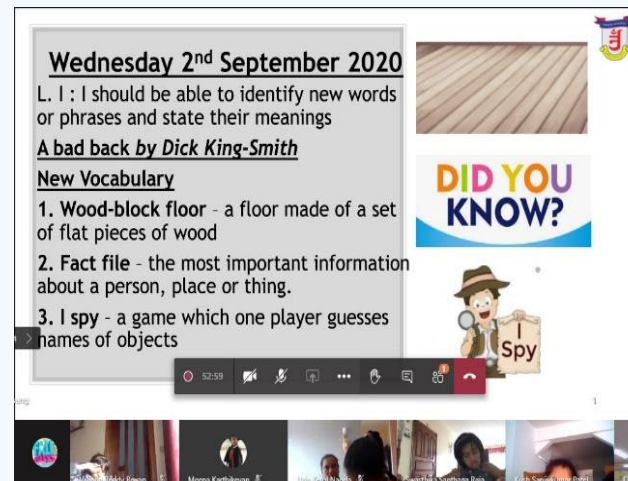 Wednesday 2nd September 2020
L. I : I should be able to identify new words
or phrases and state their meanings
A bad back by Dick King-Smith
New Vocabulary
1. Wood-block floor – a floor made of a set
of flat pieces of wood
2. Fact file – the most important information
about a person, place or thing.
3. I spy – a game which one player guesses
names of objects
DID YOU
KNOW?
I
Spy
52:59
1
1
Meena Karthikeyan